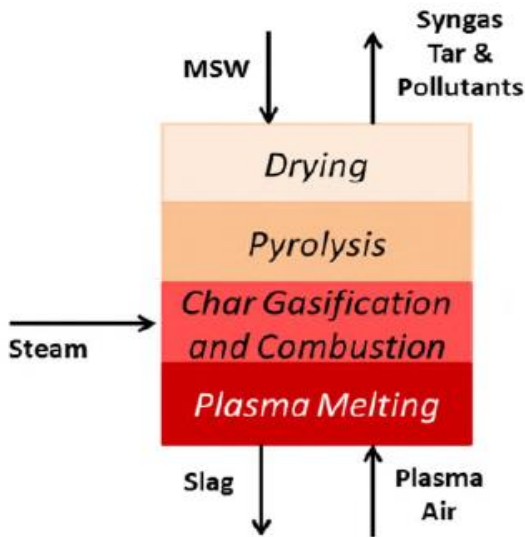 Syngas
Tar &
Pollutants
MSW
Drying
Pyrolysis
Char Gasification
and Combustion
Steam
Plasma Melting
Slag
Plasma
Air